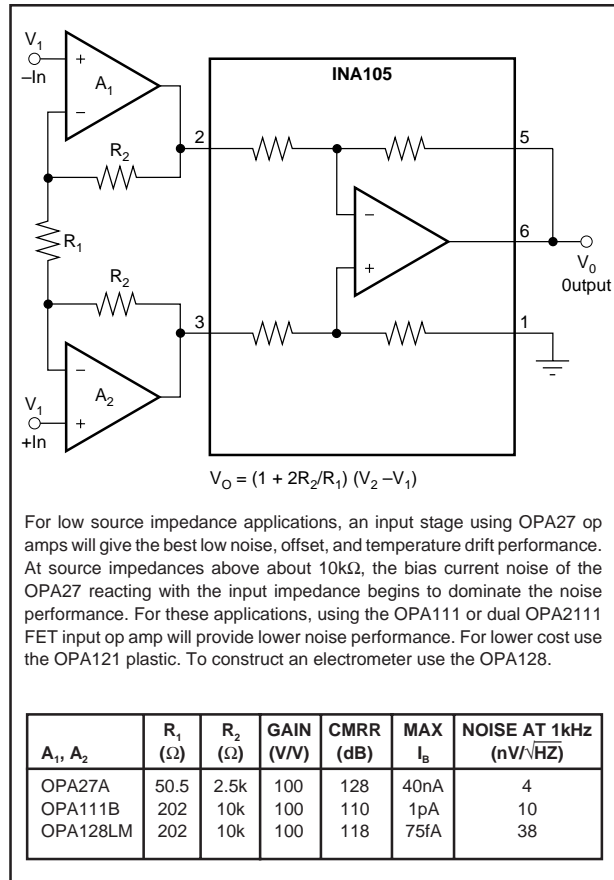 V1
–In
+
A1
–
INA105
2
5
R2
–
6
R1
V0
0utput
R2
+
3
1
–
A2
V1
+In
+
VO = (1 + 2R2/R1) (V2 –V1)
For low source impedance applications, an input stage using OPA27 op
amps will give the best low noise, offset, and temperature drift performance.
At source impedances above about 10kΩ, the bias current noise of the
OPA27 reacting with the input impedance begins to dominate the noise
performance. For these applications, using the OPA111 or dual OPA2111
FET input op amp will provide lower noise performance. For lower cost use
the OPA121 plastic. To construct an electrometer use the OPA128.
R1 R2 GAIN CMRR MAX NOISE AT 1kHz
A1, A2 (Ω) (Ω) (V/V) (dB) IB (nV/√HZ)
OPA27A 50.5 2.5k 100 128 40nA 4
OPA111B 202 10k 100 110 1pA 10
OPA128LM 202 10k 100 118 75fA 38